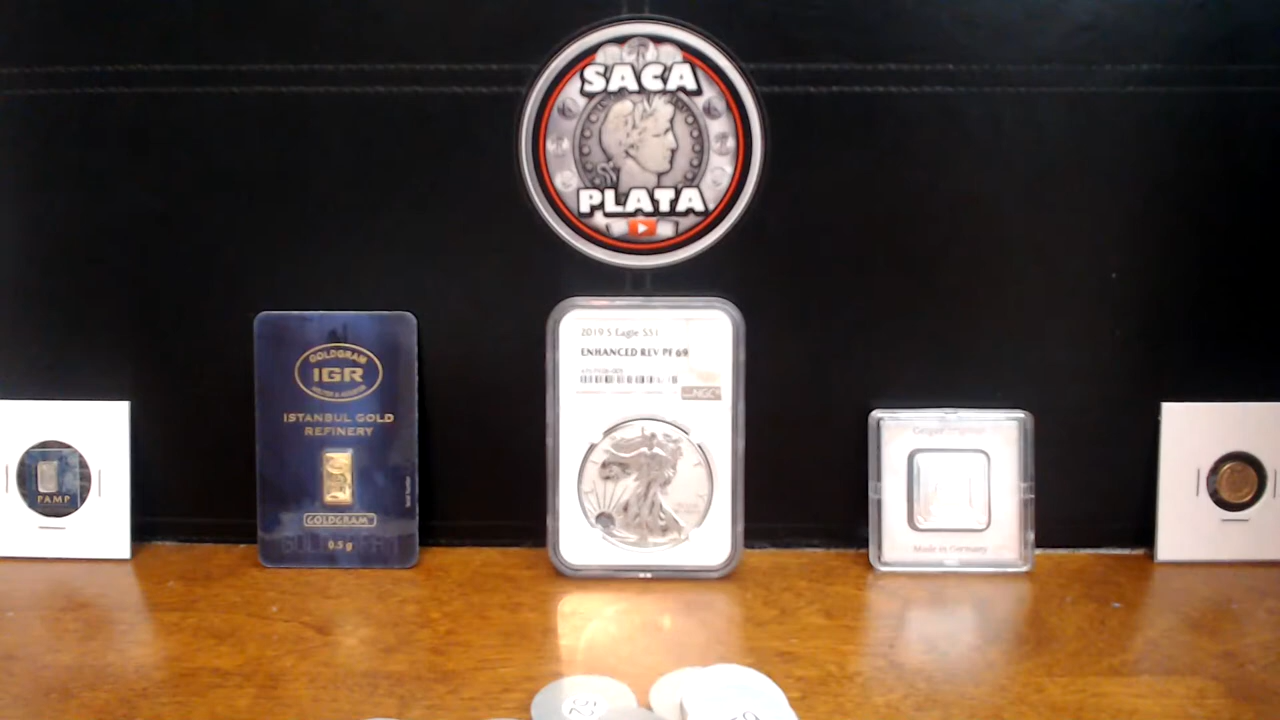 SACA
PLATA
PAMP
GOLDGRAM
IGR
ISTANBUL GOLD
REFINERY
GOLDGRAM
0.5 g
2019 S Eagle S$1
ENHANCED REV PF 69
NGC
Made in Germany